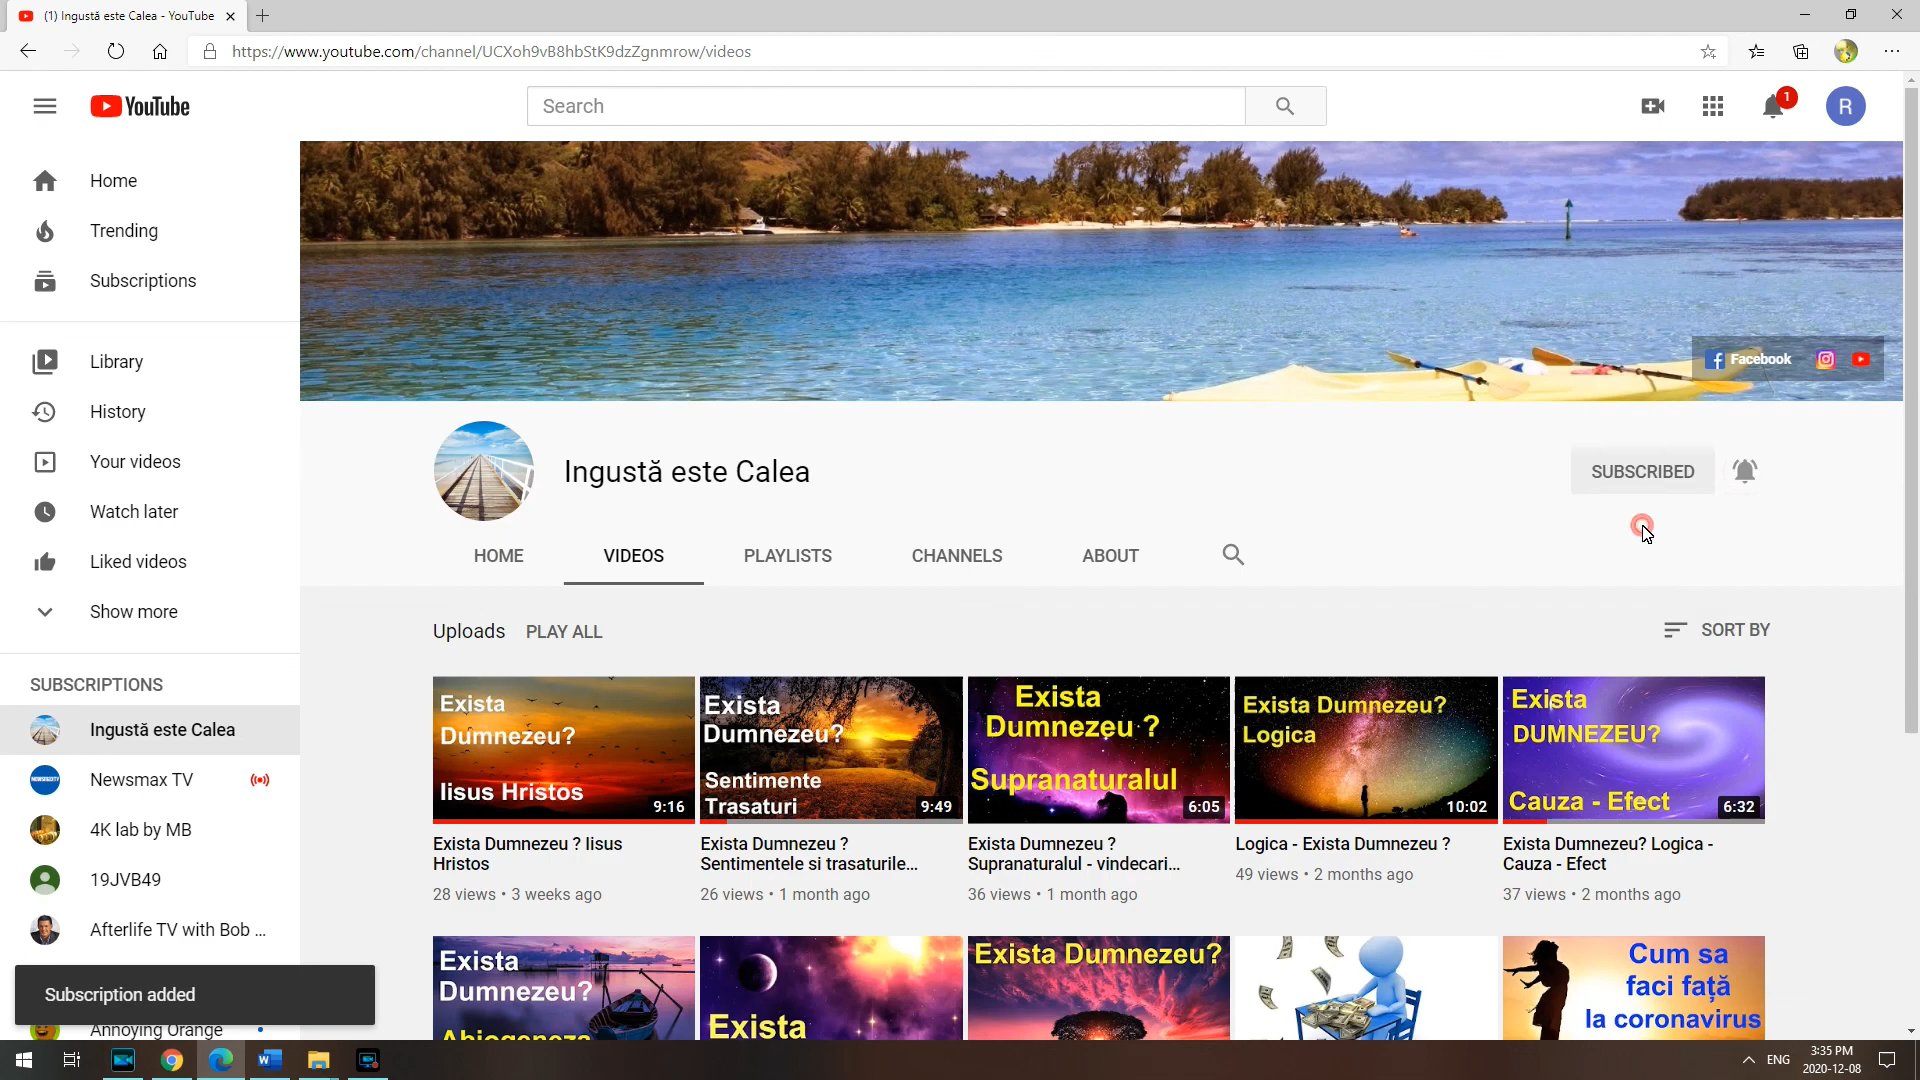 (1) Ingustă este Calea - YouTube
https://www.youtube.com/channel/UCXoh9vB8hbStK9dzZgnmrow/videos
YouTube
Search
1
R
Home
Trending
Subscriptions
Library
History
Your videos
Watch later
Liked videos
Show more
SUBSCRIPTIONS
Ingustă este Calea
Newsmax TV
4K lab by MB
19JVB49
Afterlife TV with Bob ...
Annoying Orange
Subscription added
Facebook
Ingustă este Calea
SUBSCRIBED
HOME
VIDEOS
PLAYLISTS
CHANNELS
ABOUT
Uploads
PLAY ALL
SORT BY
Exista
Dumnezeu?
Iisus Hristos
9:16
Exista Dumnezeu ? Iisus
Hristos
28 views • 3 weeks ago
Exista
Dumnezeu?
Sentimente
Trasaturi
9:49
Exista Dumnezeu ?
Sentimentele si trasaturile...
26 views • 1 month ago
Exista
Dumnezeu ?
Supranaturalul
6:05
Exista Dumnezeu ?
Supranaturalul - vindecari...
36 views • 1 month ago
Exista Dumnezeu?
Logica
10:02
Logica - Exista Dumnezeu ?
49 views • 2 months ago
Exista
DUMNEZEU?
Cauza - Efect
6:32
Exista Dumnezeu? Logica -
Cauza - Efect
37 views • 2 months ago
Exista
Dumnezeu?
Abiogeneza
Exista
Exista Dumnezeu?
Cum sa
faci față
la coronavirus
ENG
3:35 PM
2020-12-08